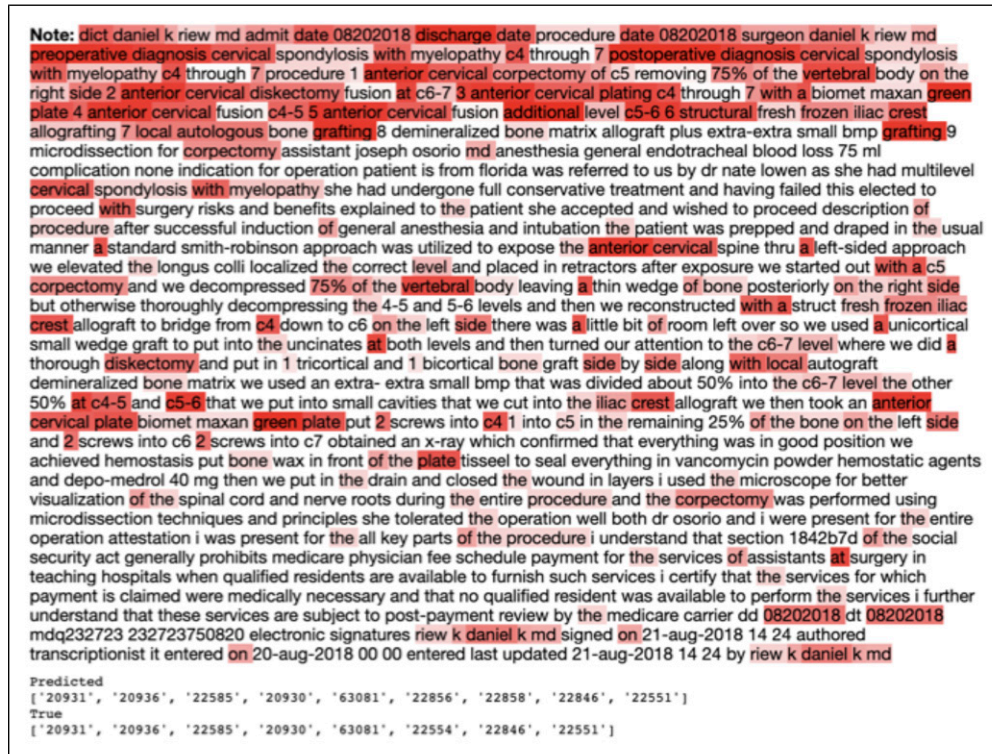 Note: dict daniel k riew md admit date 08202018 discharge date procedure date 08202018 surgeon daniel k riew md
preoperative diagnosis cervical spondylosis with myelopathy c4 through 7 postoperative diagnosis cervical spondylosis
with myelopathy c4 through 7 procedure 1 anterior cervical corpectomy of c5 removing 75% of the vertebral body on the
right side 2 anterior cervical diskectomy fusion at c6-7 3 anterior cervical plating c4 through 7 with a biomet maxan green
plate 4 anterior cervical fusion c4-5 5 anterior cervical fusion additional level c5-6 6 structural fresh frozen iliac crest
allografting 7 local autologous bone grafting 8 demineralized bone matrix allograft plus extra-extra small bmp grafting 9
microdissection for corpectomy assistant joseph osorio md anesthesia general endotracheal blood loss 75 ml
complication none indication for operation patient is from florida was referred to us by dr nate lowen as she had multilevel
cervical spondylosis with myelopathy she had undergone full conservative treatment and having failed this elected to
proceed with surgery risks and benefits explained to the patient she accepted and wished to proceed description of
procedure after successful induction of general anesthesia and intubation the patient was prepped and draped in the usual
manner a standard smith-robinson approach was utilized to expose the anterior cervical spine thru a left-sided approach
we elevated the longus colli localized the correct level and placed in retractors after exposure we started out with a c5
corpectomy and we decompressed 75% of the vertebral body leaving a thin wedge of bone posteriorly on the right side
but otherwise thoroughly decompressing the 4-5 and 5-6 levels and then we reconstructed with a struct fresh frozen iliac
crest allograft to bridge from c4 down to c6 on the left side there was a little bit of room left over so we used a unicortical
small wedge graft to put into the uncinates at both levels and then turned our attention to the c6-7 level where we did a
thorough diskectomy and put in 1 tricortical and 1 bicortical bone graft side by side along with local autograft
demineralized bone matrix we used an extra- extra small bmp that was divided about 50% into the c6-7 level the other
50% at c4-5 and c5-6 that we put into small cavities that we cut into the iliac crest allograft we then took an anterior
cervical plate biomet maxan green plate put 2 screws into c4 1 into c5 in the remaining 25% of the bone on the left side
and 2 screws into c6 2 screws into c7 obtained an x-ray which confirmed that everything was in good position we
achieved hemostasis put bone wax in front of the plate tisseel to seal everything in vancomycin powder hemostatic agents
and depo-medrol 40 mg then we put in the drain and closed the wound in layers i used the microscope for better
visualization of the spinal cord and nerve roots during the entire procedure and the corpectomy was performed using
microdissection techniques and principles she tolerated the operation well both dr osorio and i were present for the entire
operation attestation i was present for the all key parts of the procedure i understand that section 1842b7d of the social
security act generally prohibits medicare physician fee schedule payment for the services of assistants at surgery in
teaching hospitals when qualified residents are available to furnish such services i certify that the services for which
payment is claimed were medically necessary and that no qualified resident was available to perform the services i further
understand that these services are subject to post-payment review by the medicare carrier dd 08202018 dt 08202018
mdq232723 232723750820 electronic signatures riew k daniel k md signed on 21-aug-2018 14 24 authored
transcriptionist it entered on 20-aug-2018 00 00 entered last updated 21-aug-2018 14 24 by riew k daniel k md
Predicted
['20931', '20936', '22585', '20930', '63081', '22856', '22858', '22846', '22551']
True
['20931', '20936', '22585', '20930', '63081', '22554', '22846', '22551']